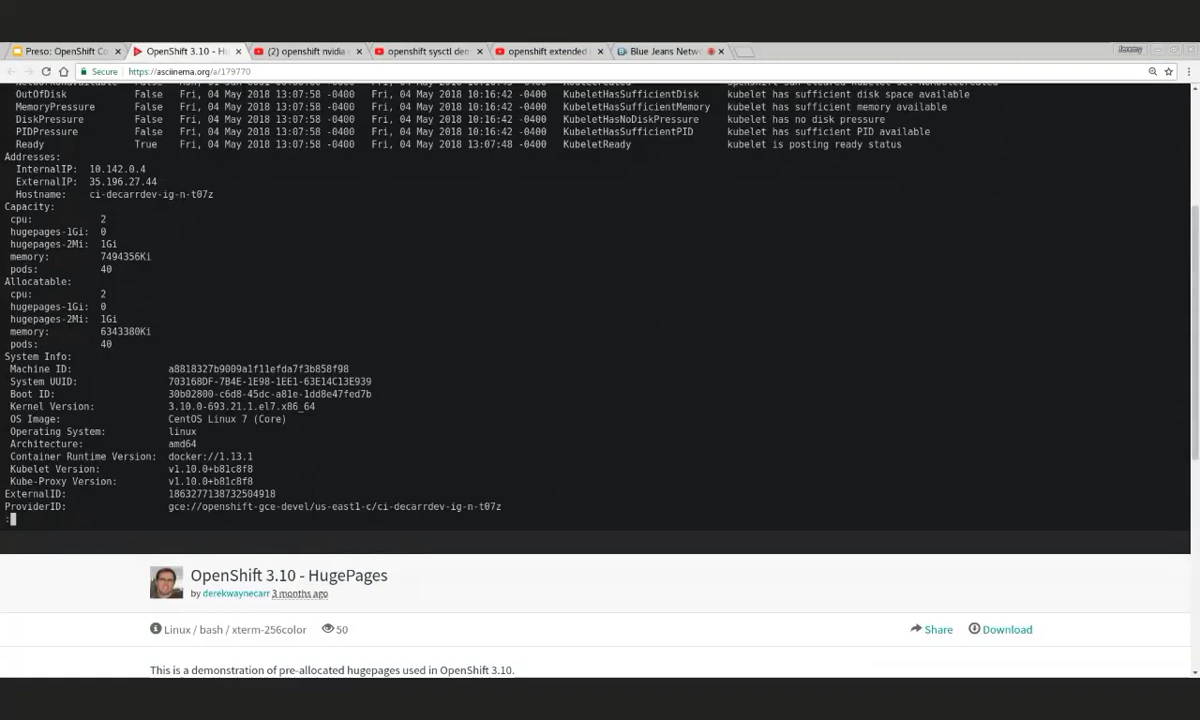 Preso: OpenShift Co
OpenShift 3.10 - Hu
(2) openshift nvidia
openshift sysctl dem
openshift extended
Blue Jeans Netw
Jeremy
Secure https://asciinema.org/a/179770
OutOfDisk False Fri, 04 May 2018 13:07:58 -0400 Fri, 04 May 2018 10:16:42 -0400 KubeletHasSufficientDisk kubelet has sufficient disk space available
MemoryPressure False Fri, 04 May 2018 13:07:58 -0400 Fri, 04 May 2018 10:16:42 -0400 KubeletHasSufficientMemory kubelet has sufficient memory available
DiskPressure False Fri, 04 May 2018 13:07:58 -0400 Fri, 04 May 2018 10:16:42 -0400 KubeletHasNoDiskPressure kubelet has no disk pressure
PIDPressure False Fri, 04 May 2018 13:07:58 -0400 Fri, 04 May 2018 10:16:42 -0400 KubeletHasSufficientPID kubelet has sufficient PID available
Ready True Fri, 04 May 2018 13:07:58 -0400 Fri, 04 May 2018 13:07:48 -0400 KubeletReady kubelet is posting ready status
Addresses:
InternalIP: 10.142.0.4
ExternalIP: 35.196.27.44
Hostname: ci-decarrdev-ig-n-t07z
Capacity:
cpu: 2
hugepages-1Gi: 0
hugepages-2Mi: 1Gi
memory: 7494356Ki
pods: 40
Allocatable:
cpu: 2
hugepages-1Gi: 0
hugepages-2Mi: 1Gi
memory: 6343380Ki
pods: 40
System Info:
Machine ID: a8818327b9009a1f11efda7f3b858f98
System UUID: 703168DF-7B4E-1E98-1EE1-63E14C13E939
Boot ID: 30b02800-c6d8-45dc-a81e-1dd8e47fed7b
Kernel Version: 3.10.0-693.21.1.el7.x86_64
OS Image: CentOS Linux 7 (Core)
Operating System: linux
Architecture: amd64
Container Runtime Version: docker://1.13.1
Kubelet Version: v1.10.0+b81c8f8
Kube-Proxy Version: v1.10.0+b81c8f8
ExternalID: 1863277138732504918
ProviderID: gce://openshift-gce-devel/us-east1-c/ci-decarrdev-ig-n-t07z
:
OpenShift 3.10 - HugePages
by derekwaynecarr 3 months ago
Linux / bash / xterm-256color 50
Share Download
This is a demonstration of pre-allocated hugepages used in OpenShift 3.10.